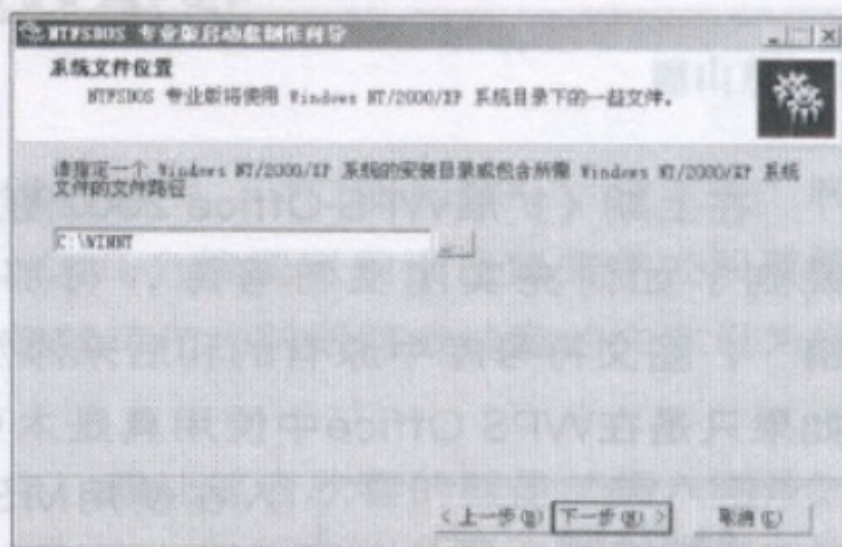 NTFSDOS 专业版启动盘制作向导
系统文件位置
NTFSDOS 专业版将使用 Windows NT/2000/XP 系统目录下的一些文件。
请指定一个 Windows NT/2000/XP 系统的安装目录或包含所需 Windows NT/2000/XP 系统
文件的文件路径
C:\WINNT
...
< 上一步(B) 下一步(N) > 取消(C)